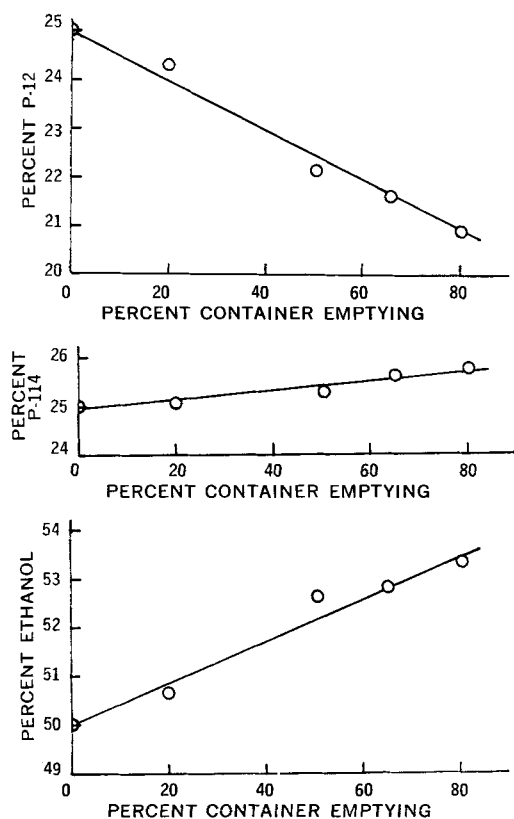 25
24
23
22
21
20
PERCENT P-12
0 20 40 60 80
PERCENT CONTAINER EMPTYING
26
25
24
PERCENT
P-114
0 20 40 60 80
PERCENT CONTAINER EMPTYING
54
53
52
51
50
49
PERCENT ETHANOL
0 20 40 60 80
PERCENT CONTAINER EMPTYING